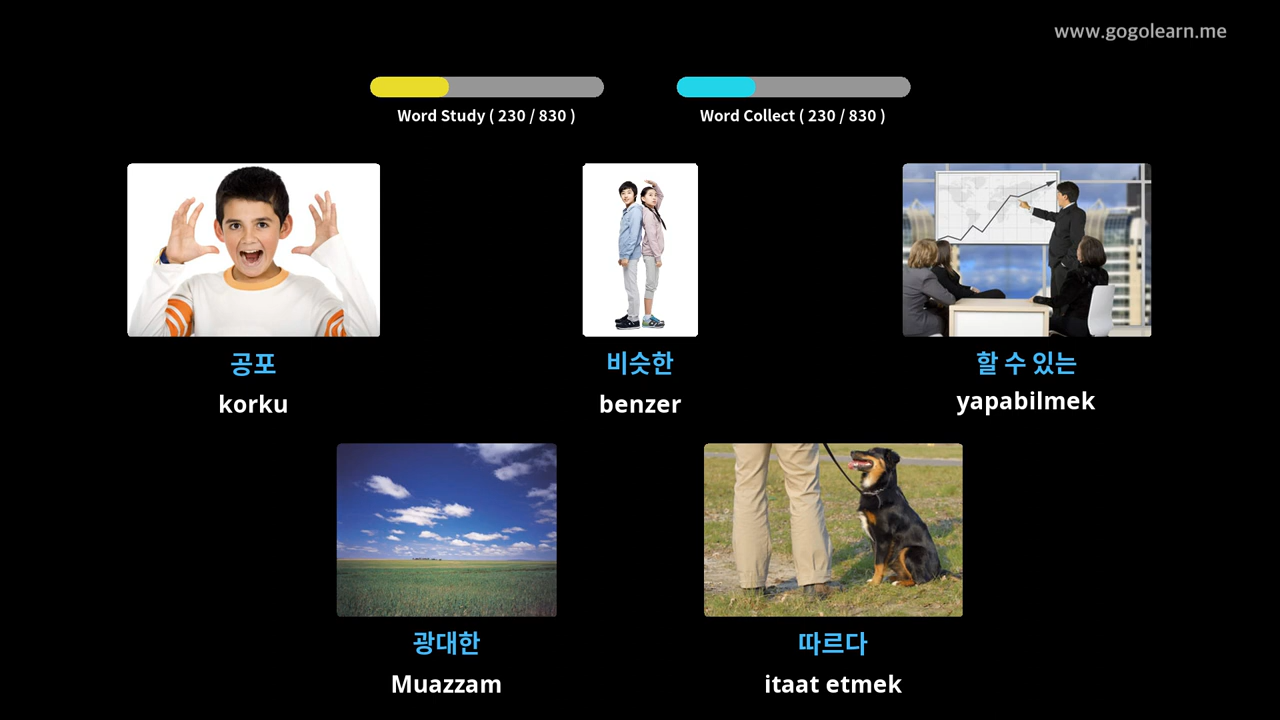 www.gogolearn.me
Word Study ( 230 / 830 )
Word Collect ( 230 / 830 )
공포
korku
비슷한
benzer
할 수 있는
yapabilmek
광대한
Muazzam
따르다
itaat etmek